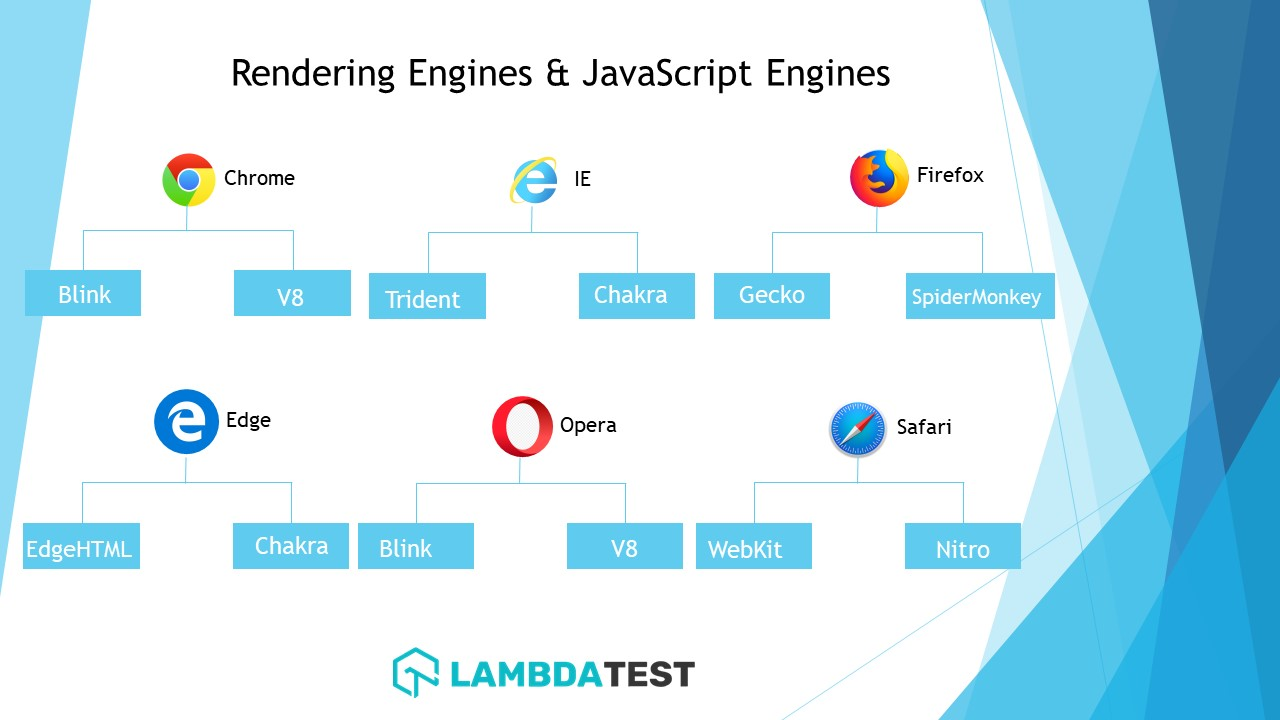 Rendering Engines & JavaScript Engines
Chrome
IE
Firefox
Blink
V8
Trident
Chakra
Gecko
SpiderMonkey
Edge
Opera
Safari
EdgeHTML
Chakra
Blink
V8
WebKit
Nitro
LAMBDATEST